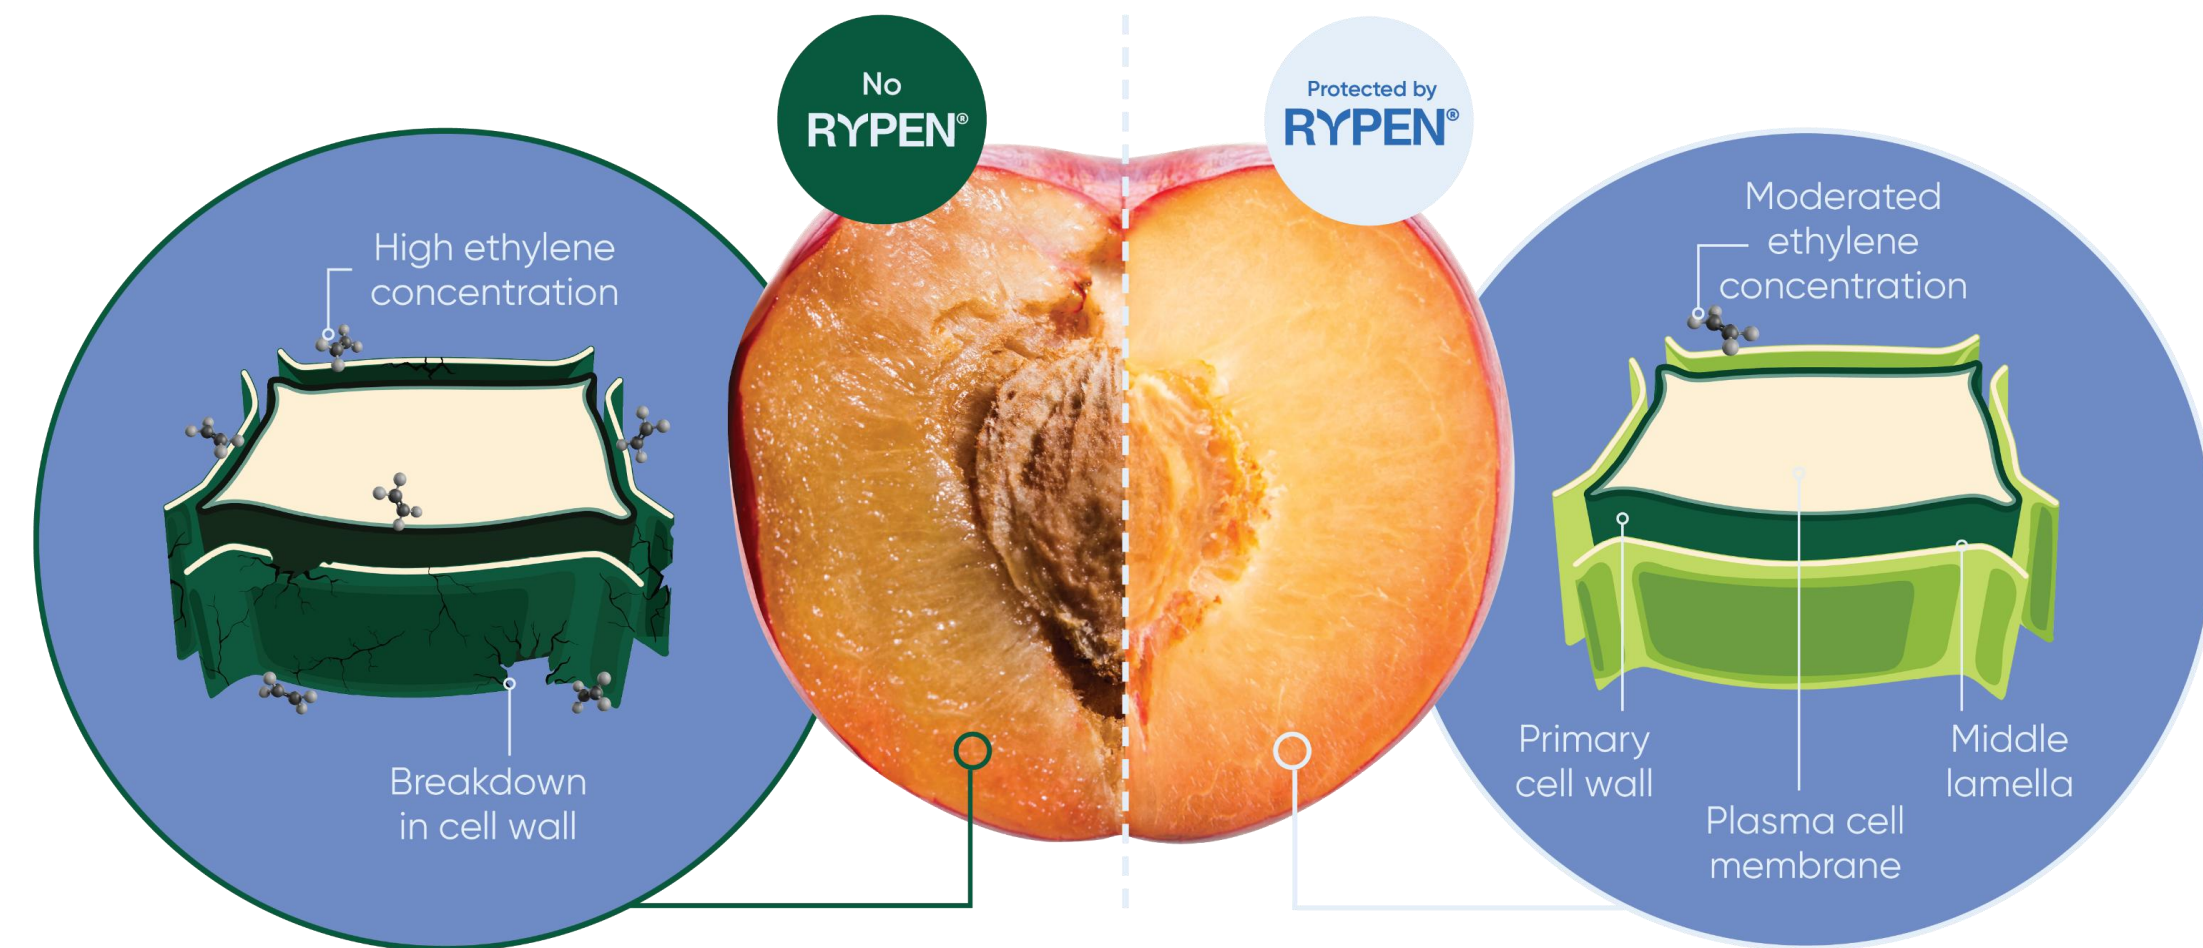 No
RYPEN®
Protected by
RYPEN®
High ethylene
concentration
Breakdown
in cell wall
Moderated
ethylene
concentration
Primary
cell wall
Plasma cell
membrane
Middle
lamella